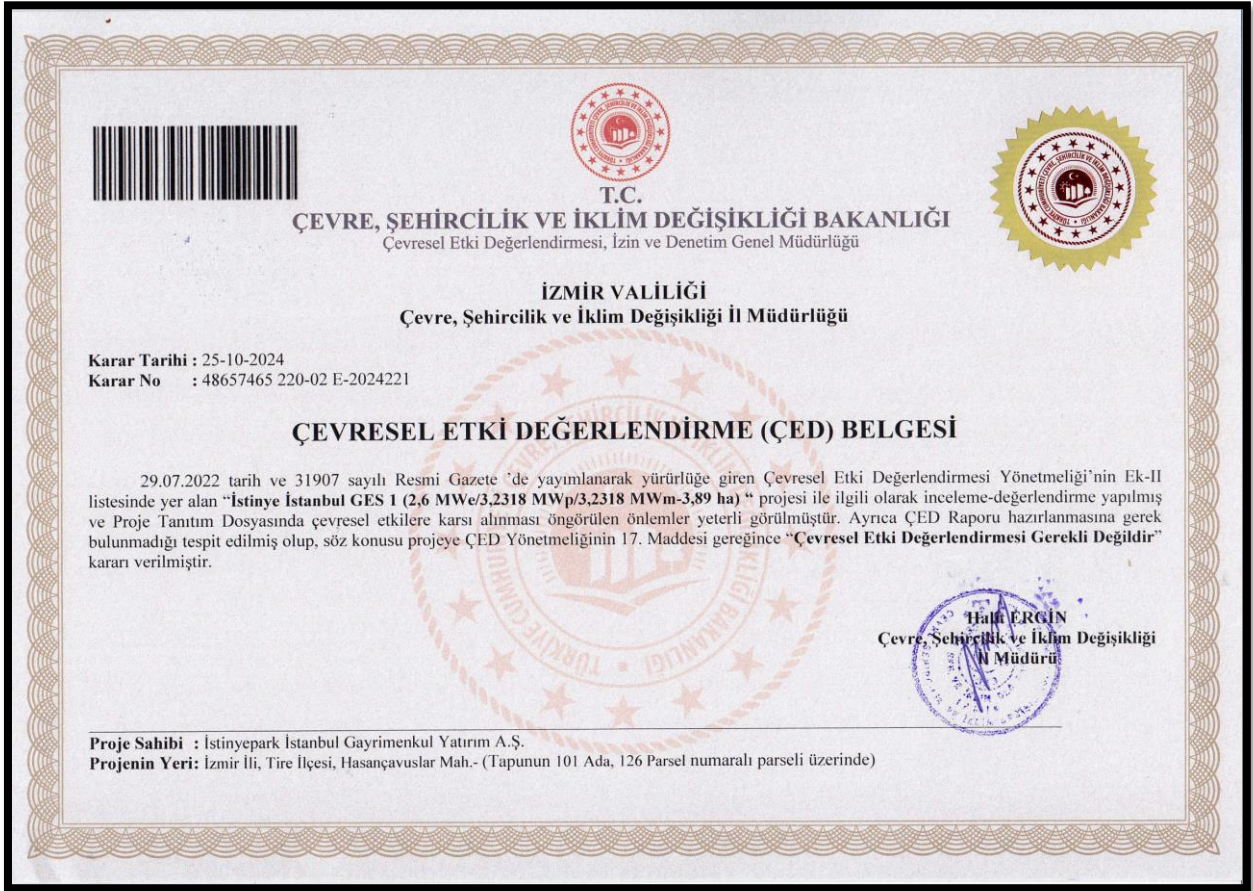 T.C.
ÇEVRE, ŞEHİRCİLİK VE İKLİM DEĞİŞİKLİĞİ BAKANLIĞI
Çevresel Etki Değerlendirmesi, İzin ve Denetim Genel Müdürlüğü
İZMİR VALİLİĞİ
Çevre, Şehircilik ve İklim Değişikliği İl Müdürlüğü
Karar Tarihi : 25-10-2024
Karar No : 48657465 220-02 E-2024221
ÇEVRESEL ETKİ DEĞERLENDİRME (ÇED) BELGESİ
29.07.2022 tarih ve 31907 sayılı Resmi Gazete 'de yayımlanarak yürürlüğe giren Çevresel Etki Değerlendirmesi Yönetmeliği'nin Ek-II
listesinde yer alan “İstinye İstanbul GES 1 (2.6 MWe/3,2318 MWp/3,2318 MWm-3,89 ha) “ projesi ile ilgili olarak inceleme-değerlendirme yapılmış
ve Proje Tanıtım Dosyasında çevresel etkilere karsı alınması öngörülen önlemler yeterli görülmüştür. Ayrıca ÇED Raporu hazırlanmasına gerek
bulunmadığı tespit edilmiş olup, söz konusu projeye ÇED Yönetmeliğinin 17. Maddesi gereğince “Çevresel Etki Değerlendirmesi Gerekli Değildir”
kararı verilmiştir.
Halit ERGİN
Çevre, Şehircilik ve İklim Değişikliği
İl Müdürü
Proje Sahibi : İstinyepark İstanbul Gayrimenkul Yatırım A.Ş.
Projenin Yeri: İzmir İli, Tire İlçesi, Hasançavuslar Mah.- (Tapunun 101 Ada, 126 Parsel numaralı parseli üzerinde)